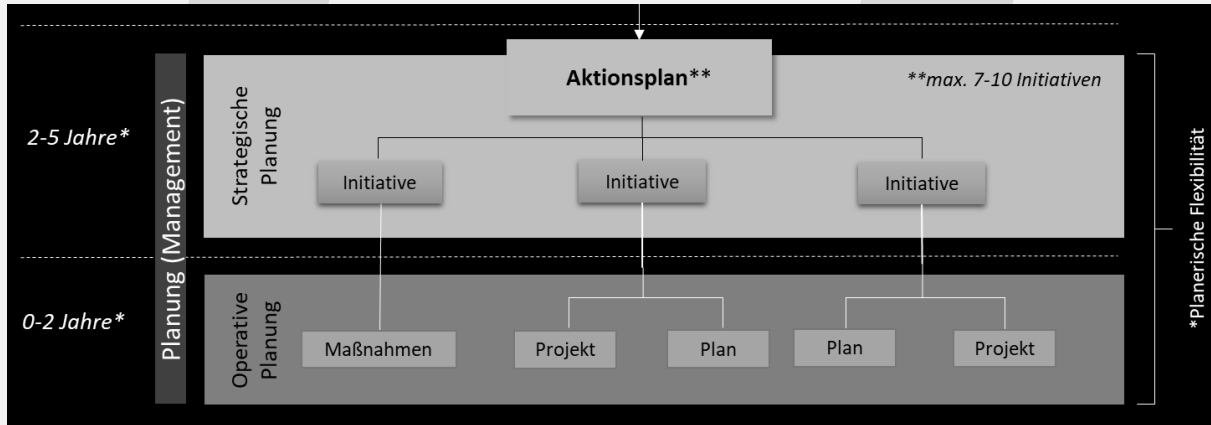 Aktionsplan**
**max. 7-10 Initiativen
2-5 Jahre*
Planung (Management)
Strategische
Planung
Initiative
Initiative
Initiative
*Planerische Flexibilität
0-2 Jahre*
Operative
Planung
Maßnahmen
Projekt
Plan
Plan
Projekt